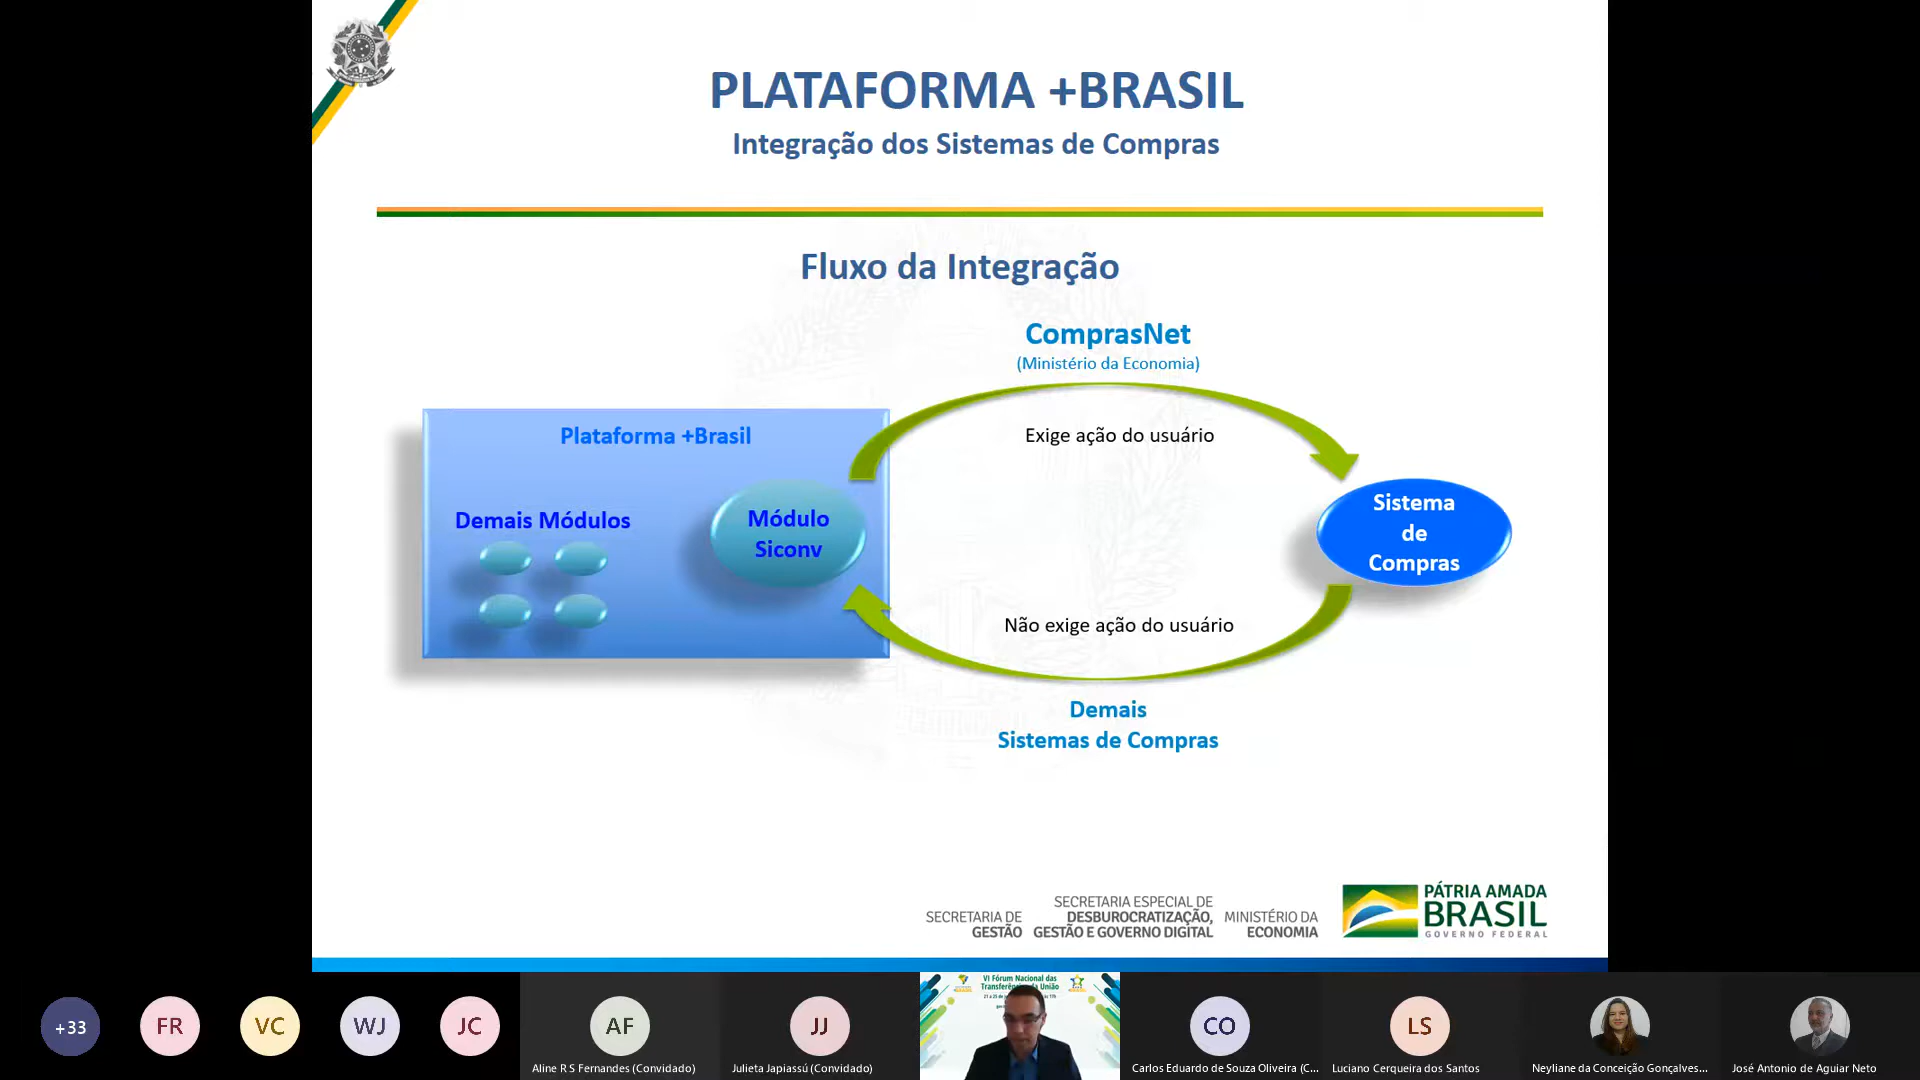 PLATAFORMA +BRASIL
Integração dos Sistemas de Compras
Fluxo da Integração
ComprasNet
(Ministério da Economia)
Plataforma +Brasil
Exige ação do usuário
Demais Módulos
Módulo
Siconv
Sistema
de
Compras
Não exige ação do usuário
Demais
Sistemas de Compras
SECRETARIA DE
GESTÃO
SECRETARIA ESPECIAL DE
DESBUROCRATIZAÇÃO,
GESTÃO E GOVERNO DIGITAL
MINISTÉRIO DA
ECONOMIA
PÁTRIA AMADA
BRASIL
GOVERNO FEDERAL
+33
FR
VC
WJ
JC
AF
Aline R S Fernandes (Convidado)
JJ
Julieta Japiassú (Convidado)
VI Fórum Nacional das
CO
Carlos Eduardo de Souza Oliveira (C...
LS
Luciano Cerqueira dos Santos
Neyliane da Conceição Gonçalves...
José Antonio de Aguiar Neto